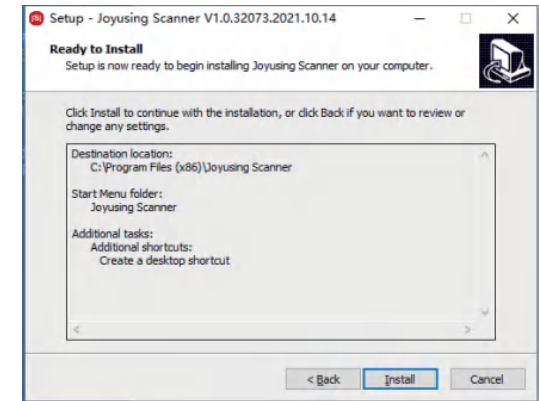 Setup - Joyusing Scanner V1.0.32073.2021.10.14
Ready to Install
Setup is now ready to begin installing Joyusing Scanner on your computer.
Click Install to continue with the installation, or click Back if you want to review or
change any settings.
Destination location:
C:\Program Files (x86)\Joyusing Scanner
Start Menu folder:
Joyusing Scanner
Additional tasks:
Additional shortcuts:
Create a desktop shortcut
< Back Install Cancel